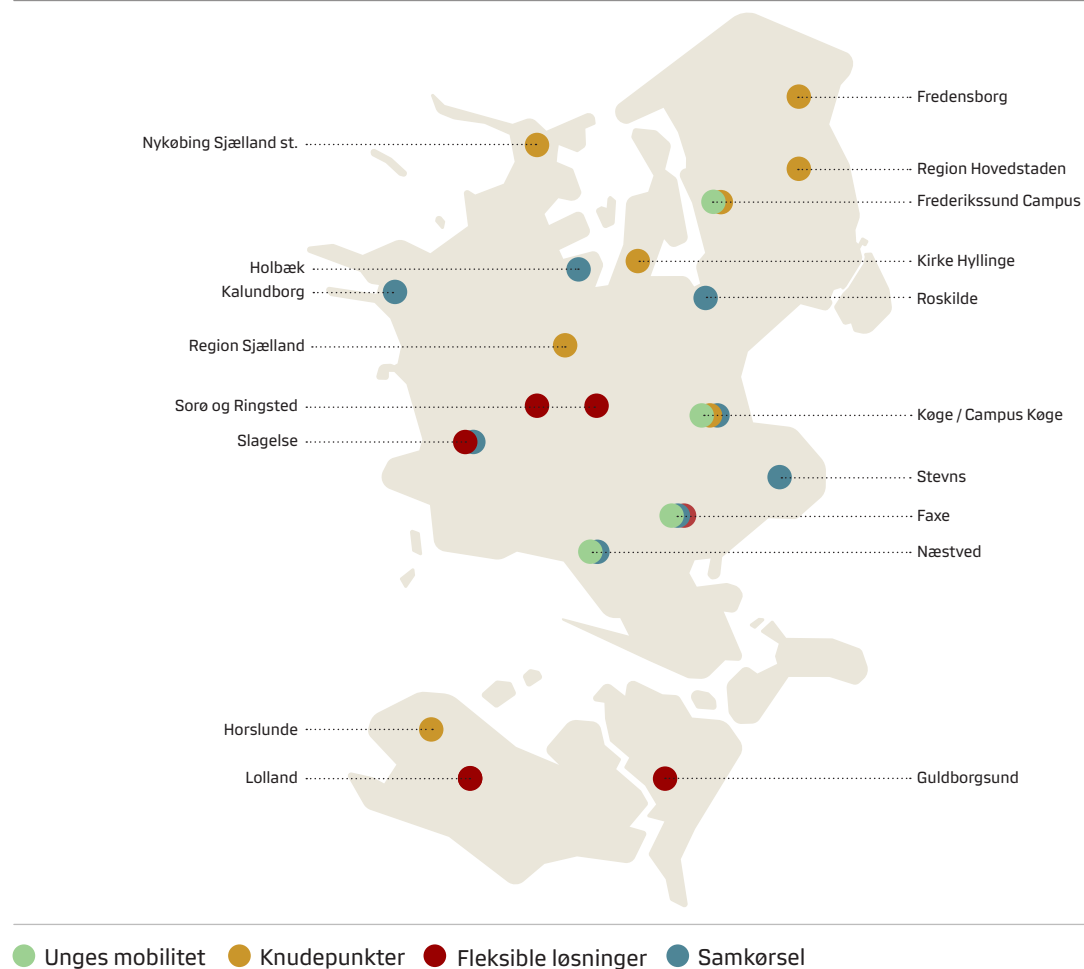 Fredensborg
Nykøbing Sjælland st.
Region Hovedstaden
Frederikssund Campus
Kirke Hyllinge
Holbæk
Kalundborg
Roskilde
Region Sjælland
Sorø og Ringsted
Køge / Campus Køge
Slagelse
Stevns
Faxe
Næstved
Horslunde
Lolland
Guldborgsund
Unges mobilitet Knudepunkter Fleksible løsninger Samkørsel